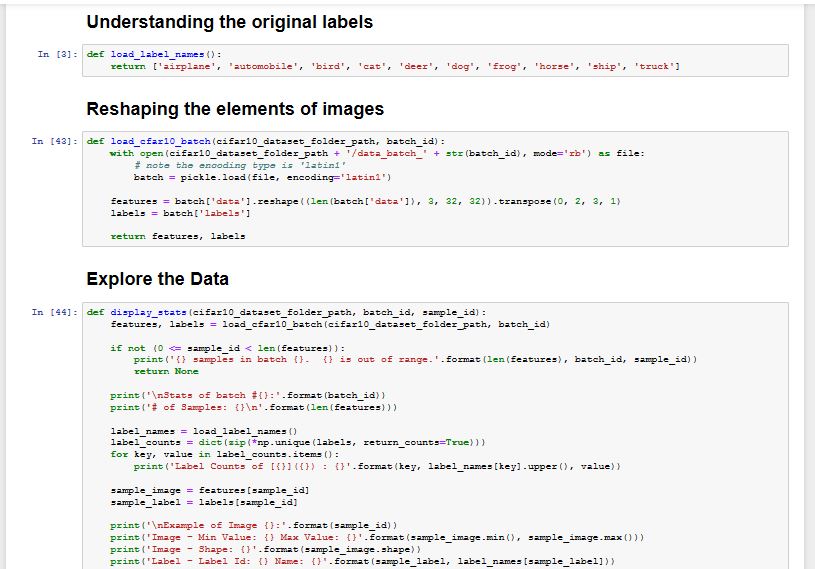 Understanding the original labels
In [3]: def load_label_names():
    return ['airplane', 'automobile', 'bird', 'cat', 'deer', 'dog', 'frog', 'horse', 'ship', 'truck']
Reshaping the elements of images
In [43]: def load_cfar10_batch(cifar10_dataset_folder_path, batch_id):
    with open(cifar10_dataset_folder_path + '/data_batch_' + str(batch_id), mode='rb') as file:
        # note the encoding type is 'latin1'
        batch = pickle.load(file, encoding='latin1')
    features = batch['data'].reshape((len(batch['data']), 3, 32, 32)).transpose(0, 2, 3, 1)
    labels = batch['labels']
    return features, labels
Explore the Data
In [44]: def display_stats(cifar10_dataset_folder_path, batch_id, sample_id):
    features, labels = load_cfar10_batch(cifar10_dataset_folder_path, batch_id)
    if not (0 <= sample_id < len(features)):
        print('{} samples in batch {}.  {} is out of range.'.format(len(features), batch_id, sample_id))
        return None
    print('\nStats of batch #{}:'.format(batch_id))
    print('# of Samples: {}\n'.format(len(features)))
    label_names = load_label_names()
    label_counts = dict(zip(*np.unique(labels, return_counts=True)))
    for key, value in label_counts.items():
        print('Label Counts of [{}]({}) : {}'.format(key, label_names[key].upper(), value))
    sample_image = features[sample_id]
    sample_label = labels[sample_id]
    print('\nExample of Image {}:'.format(sample_id))
    print('Image - Min Value: {} Max Value: {}'.format(sample_image.min(), sample_image.max()))
    print('Image - Shape: {}'.format(sample_image.shape))
    print('Label - Label Id: {} Name: {}'.format(sample_label, label_names[sample_label]))